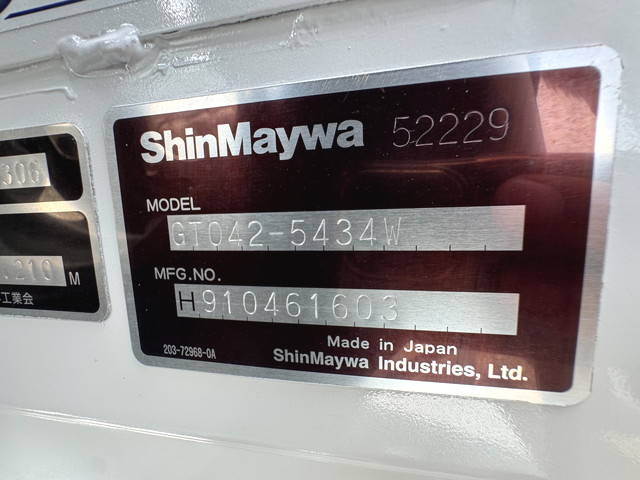 ShinMaywa 52229
MODEL
GT042-5434W
MFG.NO.
H910461603
Made in Japan
203-72968-0A
ShinMaywa Industries, Ltd.
306
.210 M
工業会